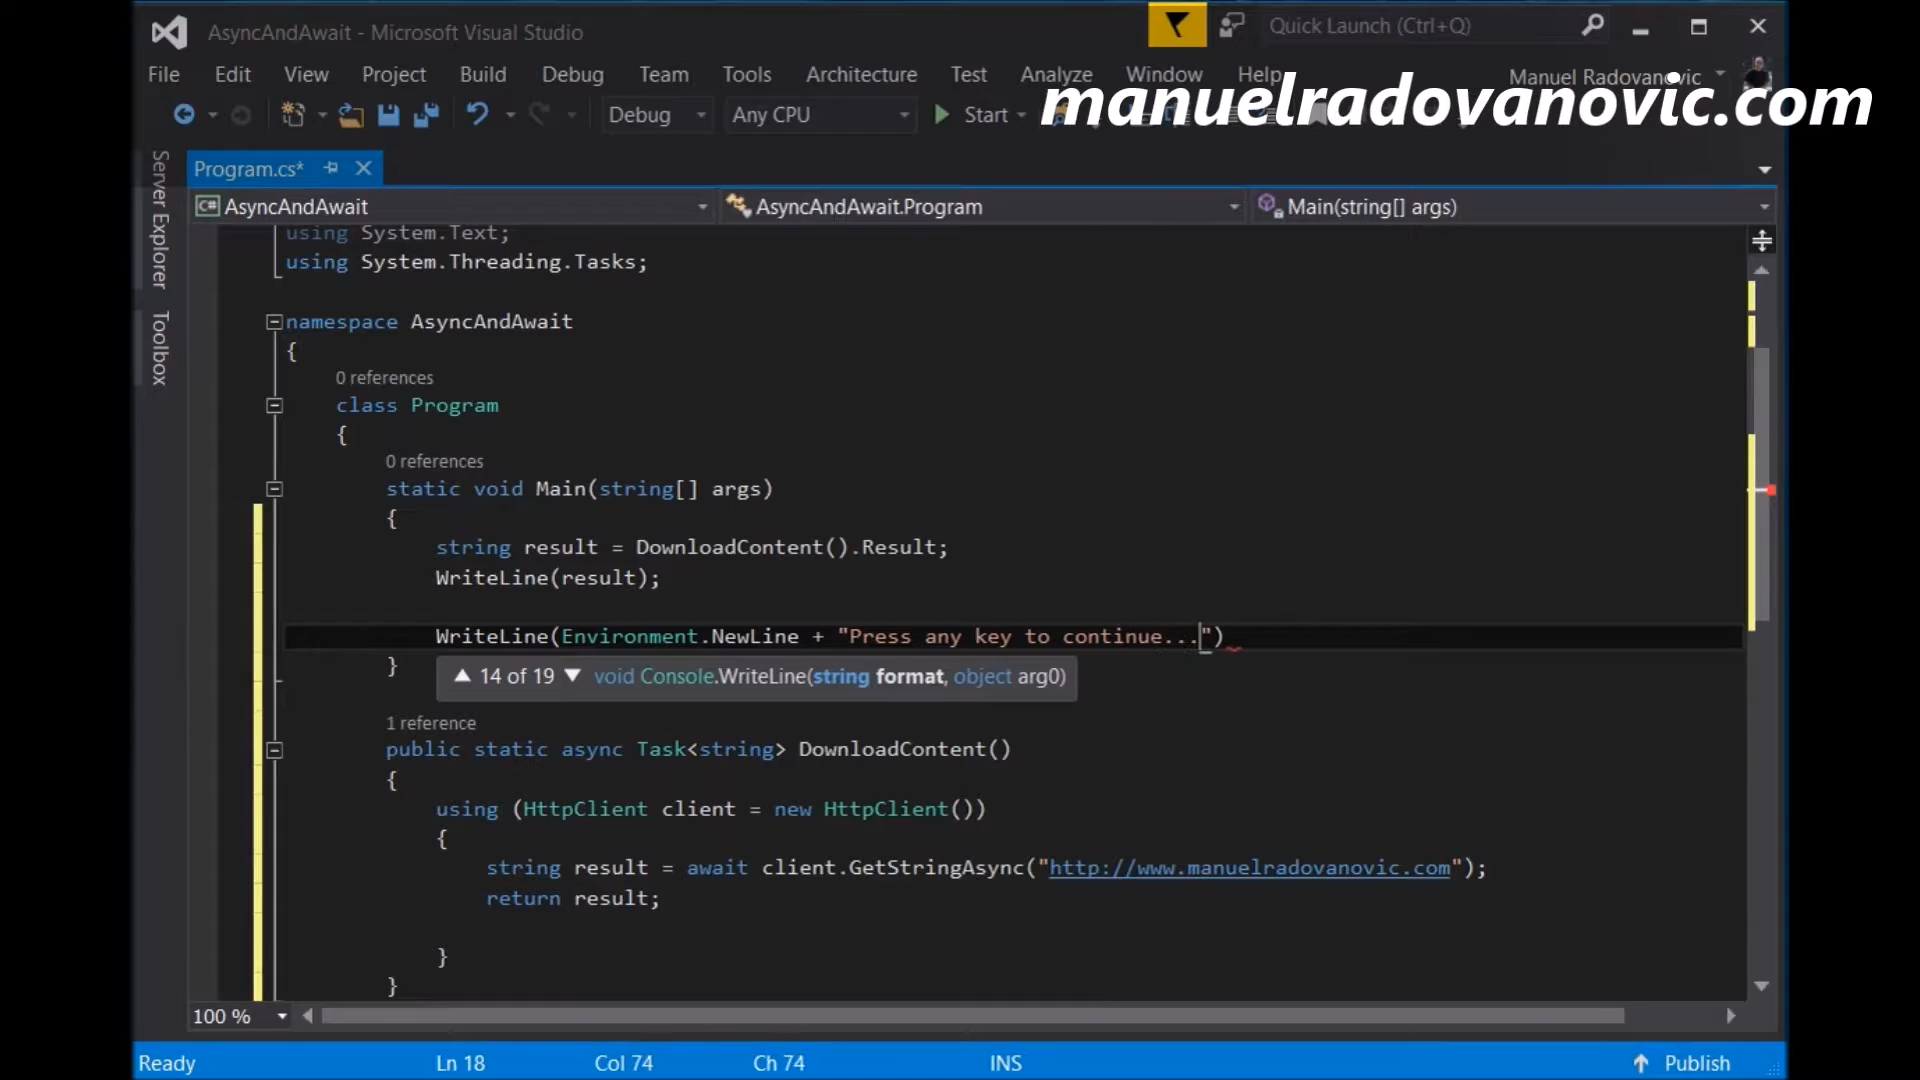 AsyncAndAwait - Microsoft Visual Studio
Quick Launch (Ctrl+Q)
File Edit View Project Build Debug Team Tools Architecture Test Analyze Window Help
Manuel Radovanovic
manuelradovanovic.com
Debug Any CPU Start
Server Explorer
Toolbox
Program.cs*
C# AsyncAndAwait AsyncAndAwait.Program Main(string[] args)
using System.Text;
using System.Threading.Tasks;
namespace AsyncAndAwait
{
0 references
class Program
{
0 references
static void Main(string[] args)
{
string result = DownloadContent().Result;
WriteLine(result);
WriteLine(Environment.NewLine + "Press any key to continue...")
}
14 of 19 void Console.WriteLine(string format, object arg0)
1 reference
public static async Task<string> DownloadContent()
{
using (HttpClient client = new HttpClient())
{
string result = await client.GetStringAsync("http://www.manuelradovanovic.com");
return result;
}
}
100 %
Ready Ln 18 Col 74 Ch 74 INS Publish